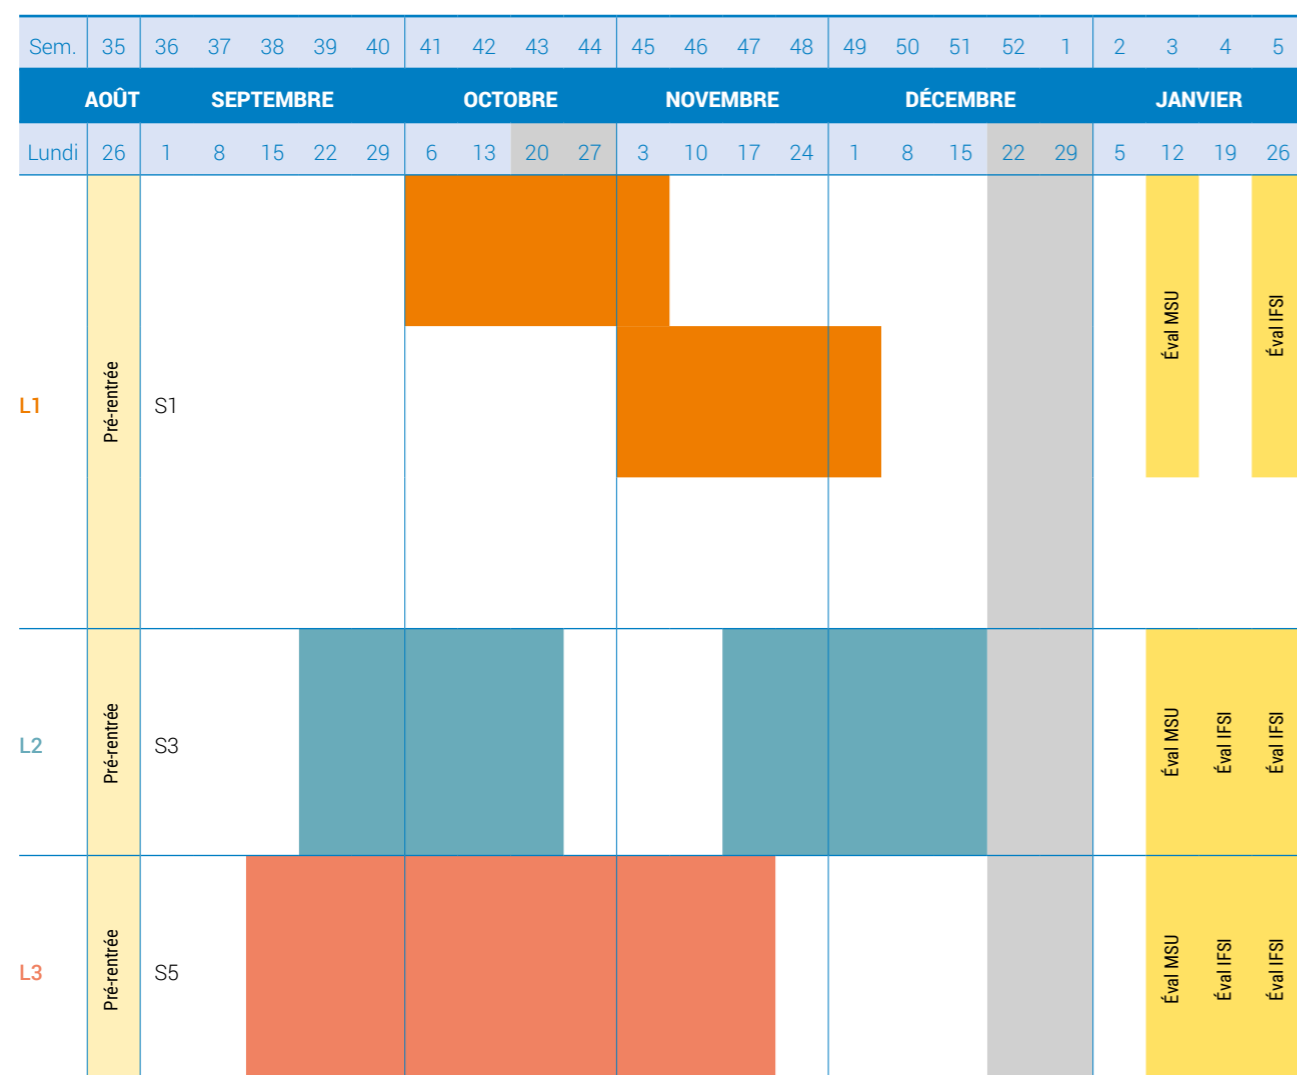 Sem. 35 36 37 38 39 40 41 42 43 44 45 46 47 48 49 50 51 52 1 2 3 4 5
AOÛT SEPTEMBRE OCTOBRE NOVEMBRE DÉCEMBRE JANVIER
Lundi 26 1 8 15 22 29 6 13 20 27 3 10 17 24 1 8 15 22 29 5 12 19 26
L1 Pré-rentrée S1 Éval MSU Éval IFSI
L2 Pré-rentrée S3 Éval MSU Éval IFSI Éval IFSI
L3 Pré-rentrée S5 Éval MSU Éval IFSI Éval IFSI